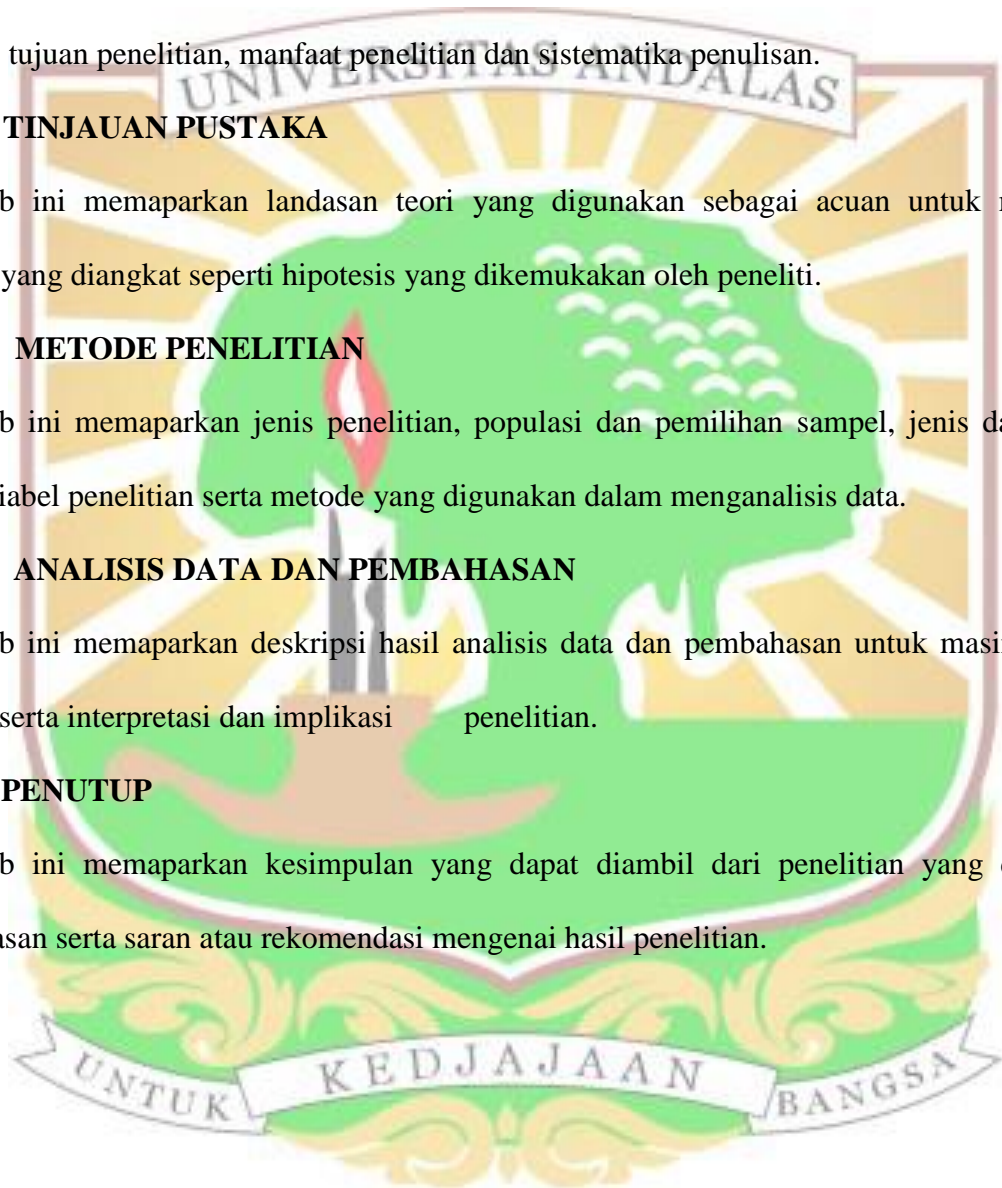 tujuan penelitian, manfaat penelitian dan sistematika penulisan.
UNIVERSITAS ANDALAS
TINJAUAN PUSTAKA
b ini memaparkan landasan teori yang digunakan sebagai acuan untuk
yang diangkat seperti hipotesis yang dikemukakan oleh peneliti.
METODE PENELITIAN
b ini memaparkan jenis penelitian, populasi dan pemilihan sampel, jenis da
iabel penelitian serta metode yang digunakan dalam menganalisis data.
ANALISIS DATA DAN PEMBAHASAN
b ini memaparkan deskripsi hasil analisis data dan pembahasan untuk masi
serta interpretasi dan implikasi penelitian.
PENUTUP
b ini memaparkan kesimpulan yang dapat diambil dari penelitian yang
asan serta saran atau rekomendasi mengenai hasil penelitian.
UNTUK KEDJAJAAN BANGSA